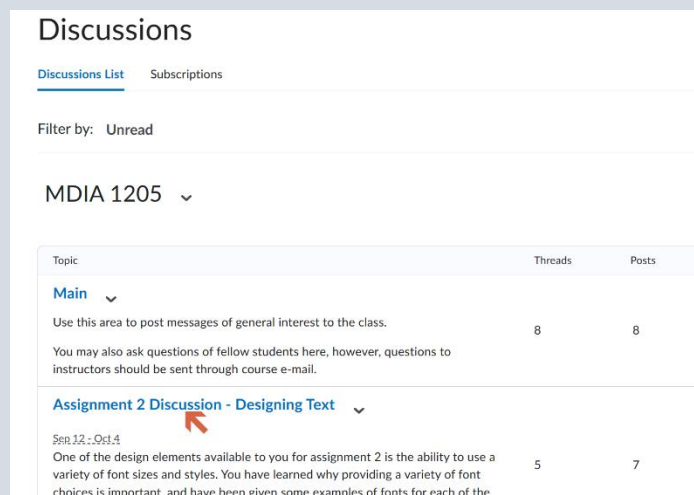 Discussions
Discussions List Subscriptions
Filter by: Unread
MDIA 1205
Topic Threads Posts
Main
Use this area to post messages of general interest to the class.
8 8
You may also ask questions of fellow students here, however, questions to
instructors should be sent through course e-mail.
Assignment 2 Discussion - Designing Text
Sep 12 - Oct 4
One of the design elements available to you for assignment 2 is the ability to use a
5 7
variety of font sizes and styles. You have learned why providing a variety of font
choices is important, and have been given some examples of fonts for each of the